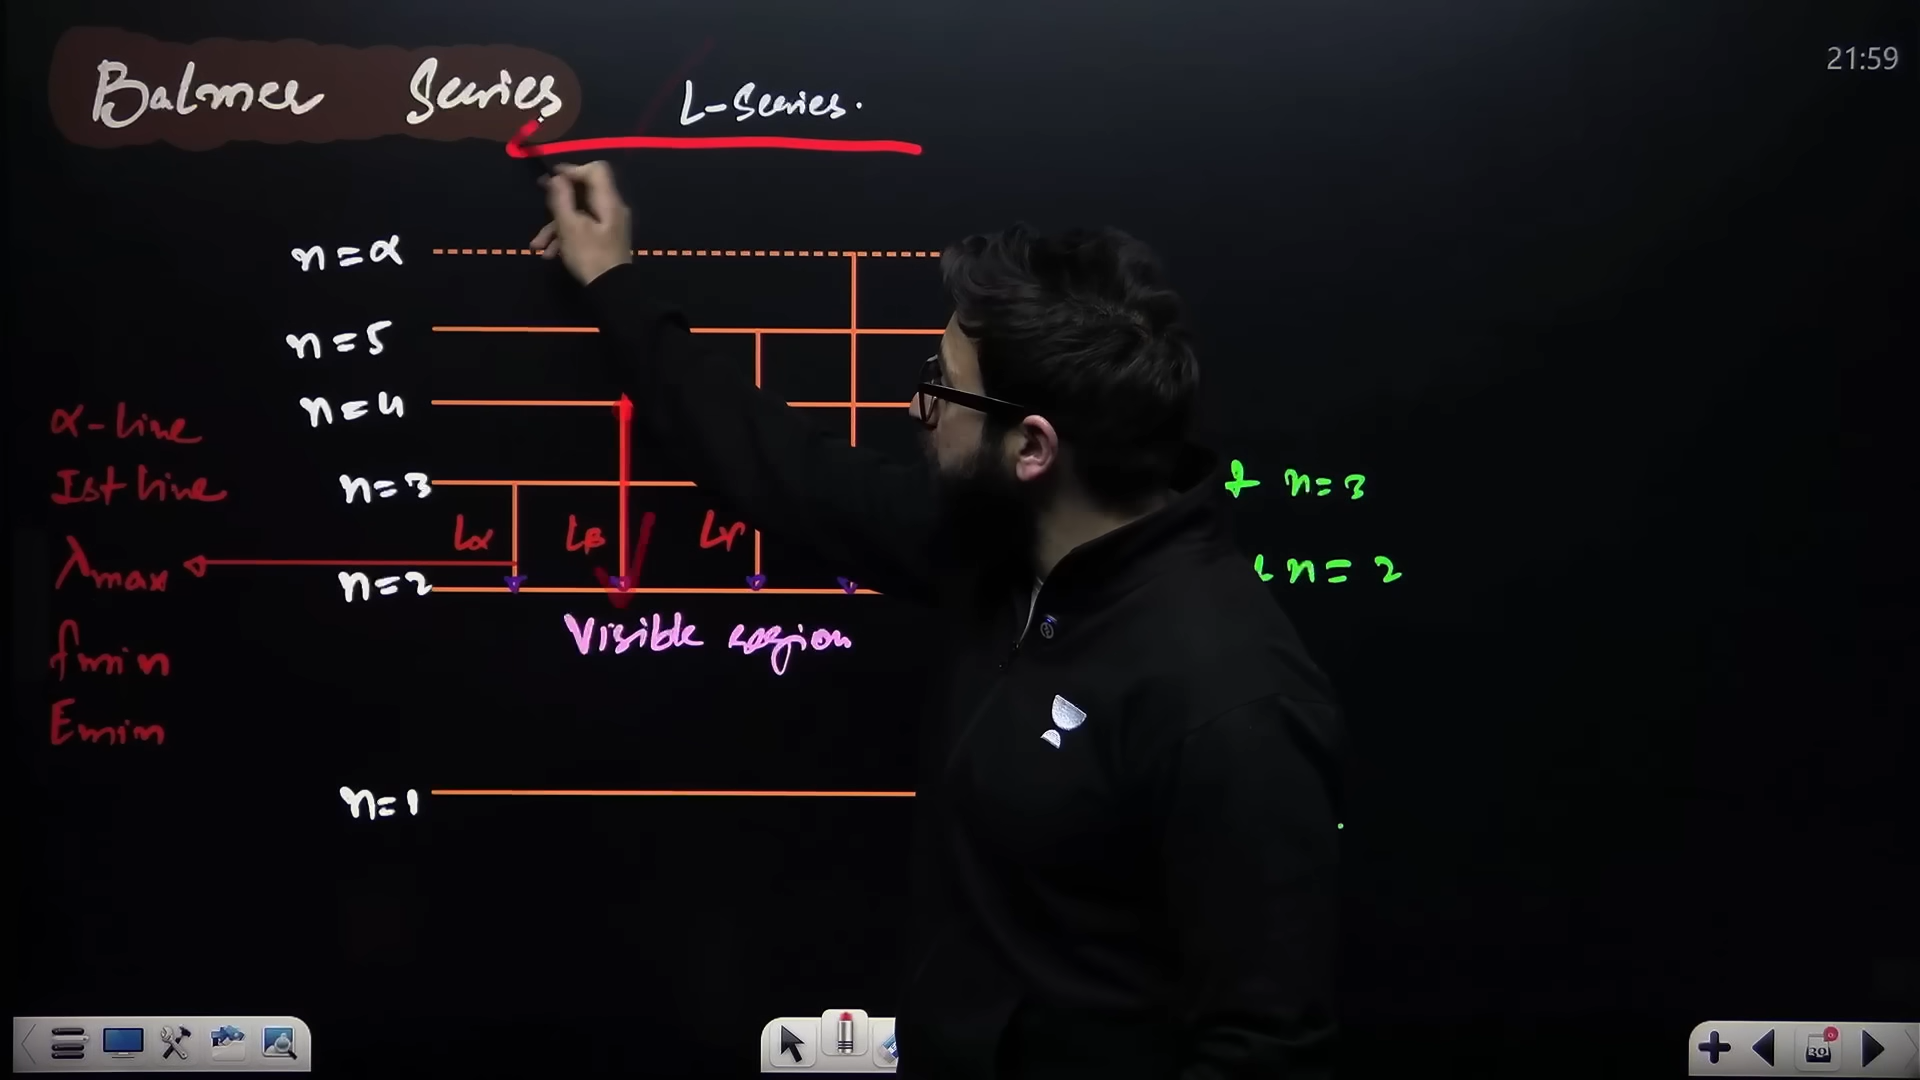 Balmer Series
L-Series.
21:59
n=α
n=5
n=4
n=3
n=2
n=1
α-line
Ist line
λmax
fmin
Emin
Lα
Lβ
Lγ
Visible region
n=3
n=2
30